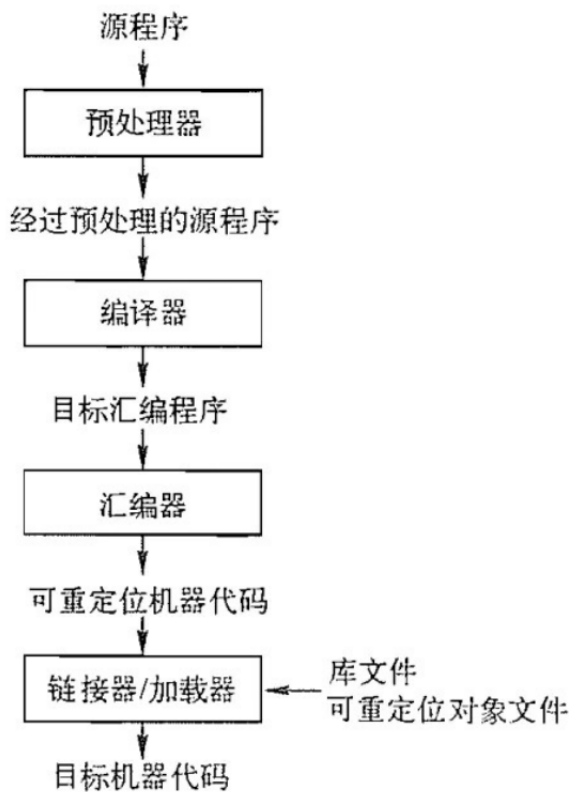 源程序
预处理器
经过预处理的源程序
编译器
目标汇编程序
汇编器
可重定位机器代码
链接器/加载器
库文件
可重定位对象文件
目标机器代码